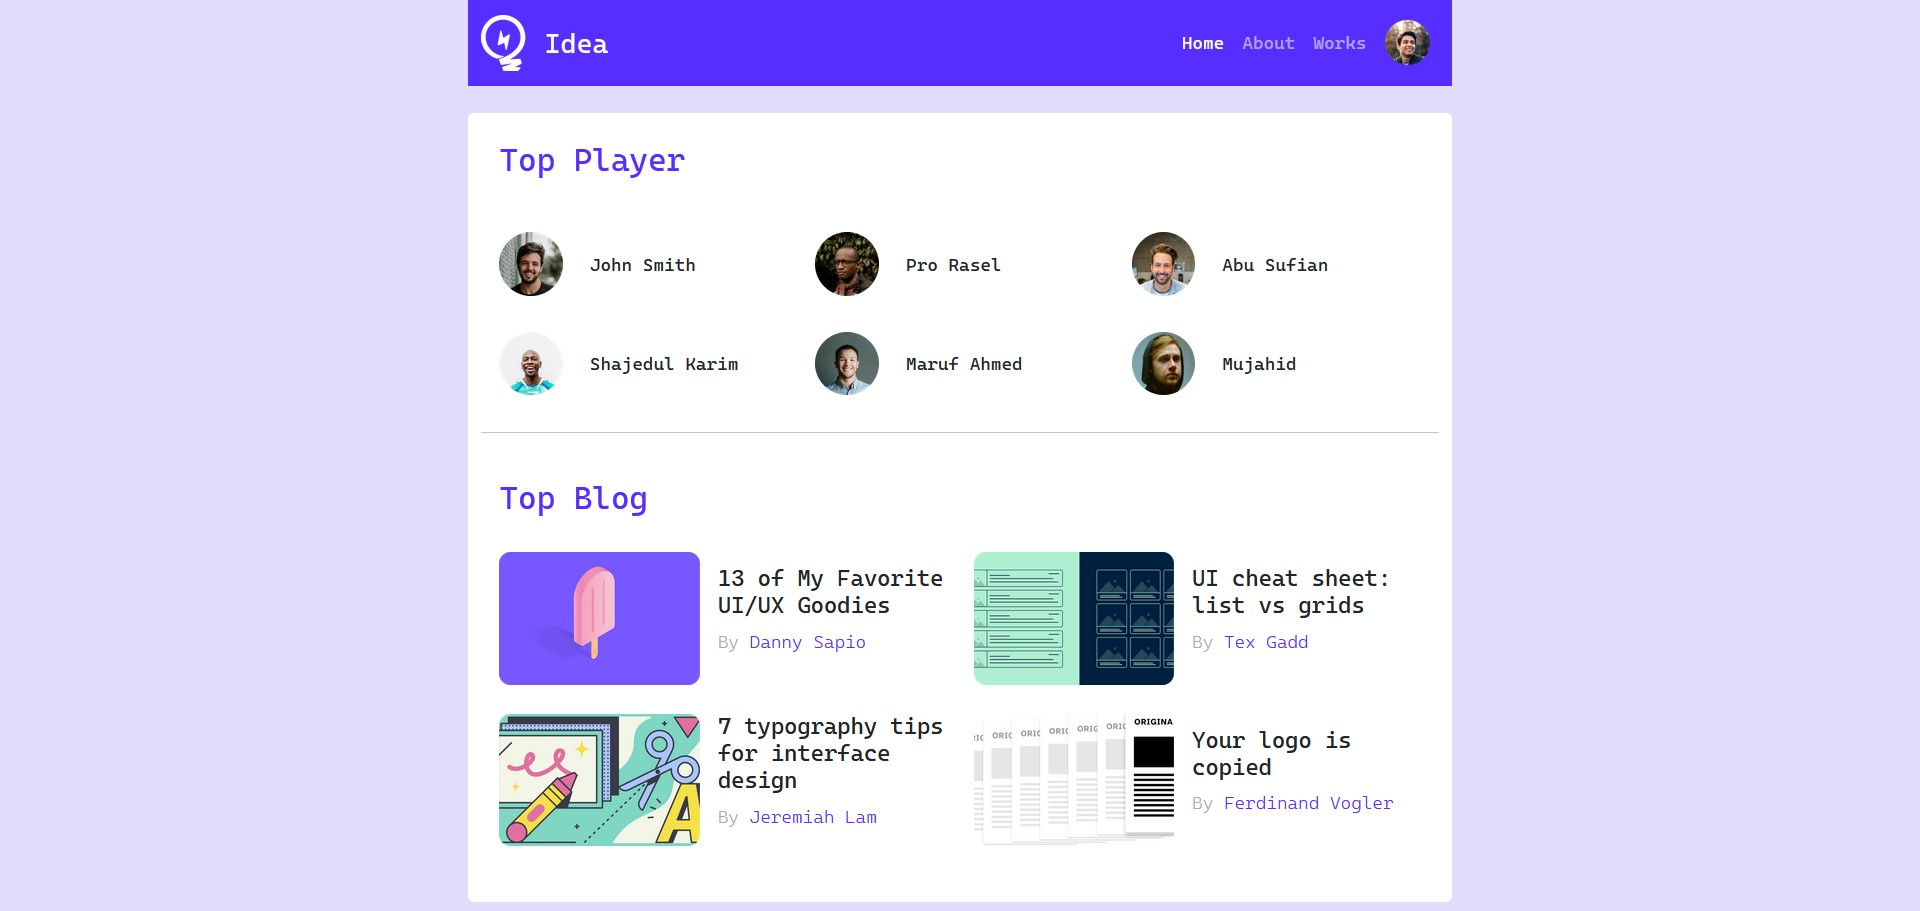 Idea
Home About Works
Top Player
John Smith
Pro Rasel
Abu Sufian
Shajedul Karim
Maruf Ahmed
Mujahid
Top Blog
13 of My Favorite
UI/UX Goodies
By Danny Sapio
UI cheat sheet:
list vs grids
By Tex Gadd
A
7 typography tips
for interface
design
By Jeremiah Lam
ORIGINA
Your logo is
copied
By Ferdinand Vogler